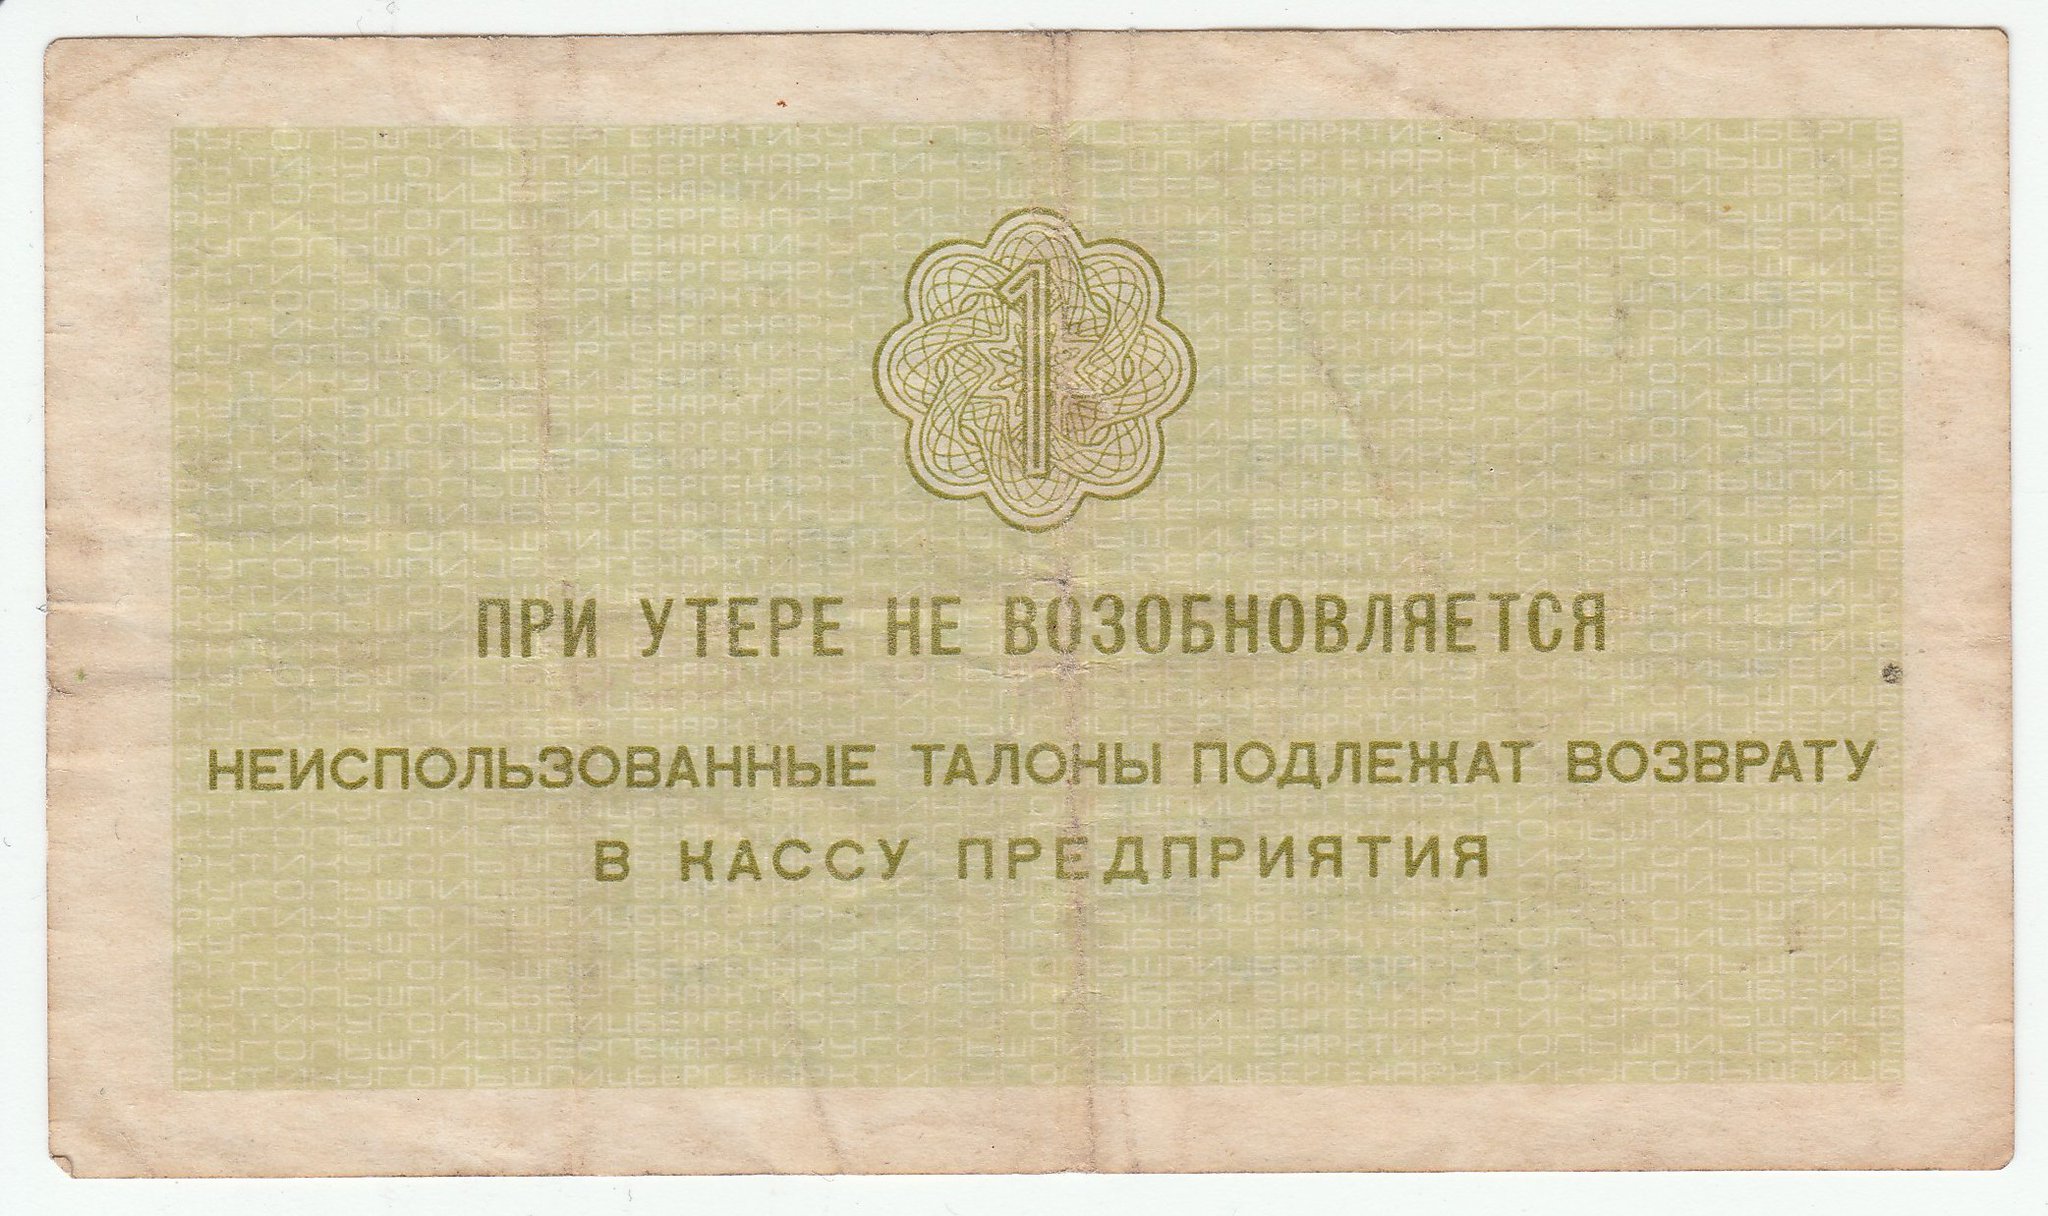 1
ПРИ УТЕРЕ НЕ ВОЗОБНОВЛЯЕТСЯ
НЕИСПОЛЬЗОВАННЫЕ ТАЛОНЫ ПОДЛЕЖАТ ВОЗВРАТУ
В КАССУ ПРЕДПРИЯТИЯ